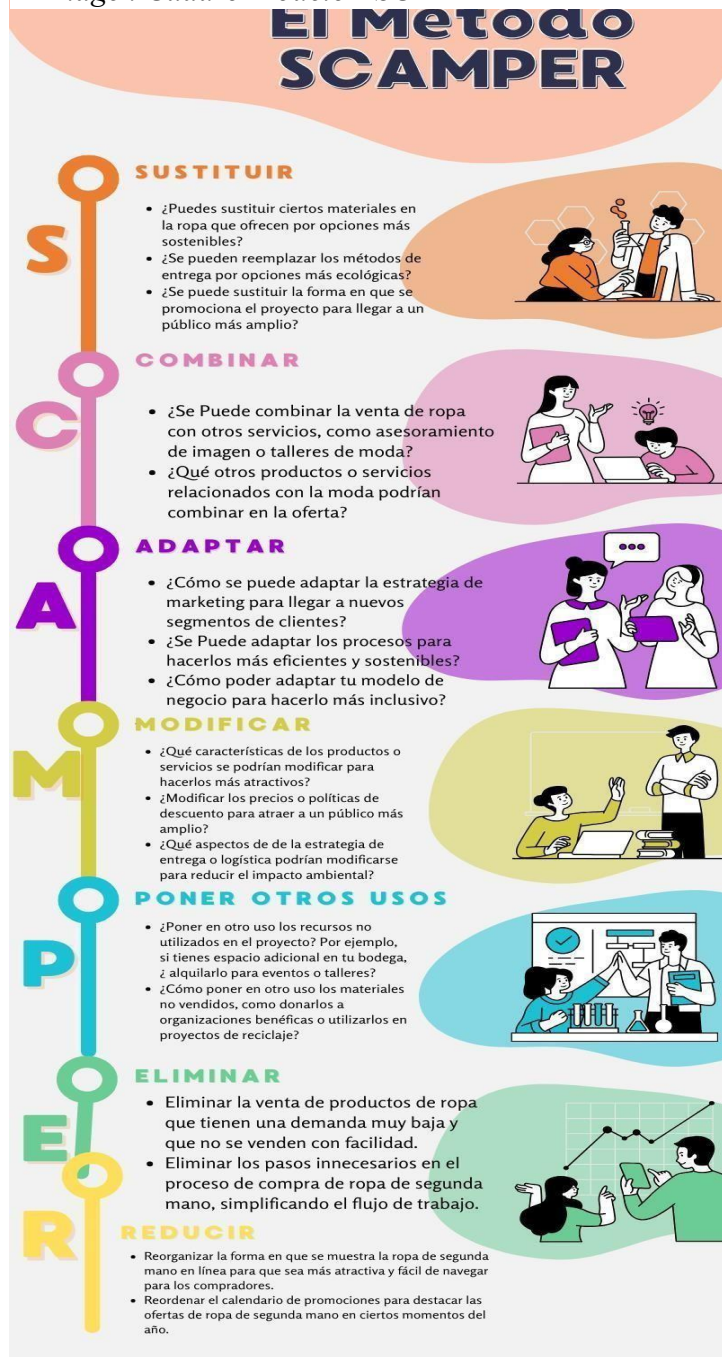 El Método
SCAMPER
SUSTITUIR
S
• ¿Puedes sustituir ciertos materiales en
la ropa que ofrecen por opciones más
sostenibles?
• ¿Se pueden reemplazar los métodos de
entrega por opciones más ecológicas?
• ¿Se puede sustituir la forma en que se
promociona el proyecto para llegar a un
público más amplio?
COMBINAR
C
• ¿Se Puede combinar la venta de ropa
con otros servicios, como asesoramiento
de imagen o talleres de moda?
• ¿Qué otros productos o servicios
relacionados con la moda podrían
combinar en la oferta?
ADAPTAR
A
• ¿Cómo se puede adaptar la estrategia de
marketing para llegar a nuevos
segmentos de clientes?
• ¿Se Puede adaptar los procesos para
hacerlos más eficientes y sostenibles?
• ¿Cómo poder adaptar tu modelo de
negocio para hacerlo más inclusivo?
MODIFICAR
M
• ¿Qué características de los productos o
servicios se podrían modificar para
hacerlos más atractivos?
• ¿Modificar los precios o políticas de
descuento para atraer a un público más
amplio?
• ¿Qué aspectos de de la estrategia de
entrega o logística podrían modificarse
para reducir el impacto ambiental?
PONER OTROS USOS
P
• ¿Poner en otro uso los recursos no
utilizados en el proyecto? Por ejemplo,
si tienes espacio adicional en tu bodega,
¿ alquilarlo para eventos o talleres?
• ¿Cómo poner en otro uso los materiales
no vendidos, como donarlos a
organizaciones benéficas o utilizarlos en
proyectos de reciclaje?
ELIMINAR
E
• Eliminar la venta de productos de ropa
que tienen una demanda muy baja y
que no se venden con facilidad.
• Eliminar los pasos innecesarios en el
proceso de compra de ropa de segunda
mano, simplificando el flujo de trabajo.
REDUCIR
R
• Reorganizar la forma en que se muestra la ropa de segunda
mano en línea para que sea más atractiva y fácil de navegar
para los compradores.
• Reordenar el calendario de promociones para destacar las
ofertas de ropa de segunda mano en ciertos momentos del
año.